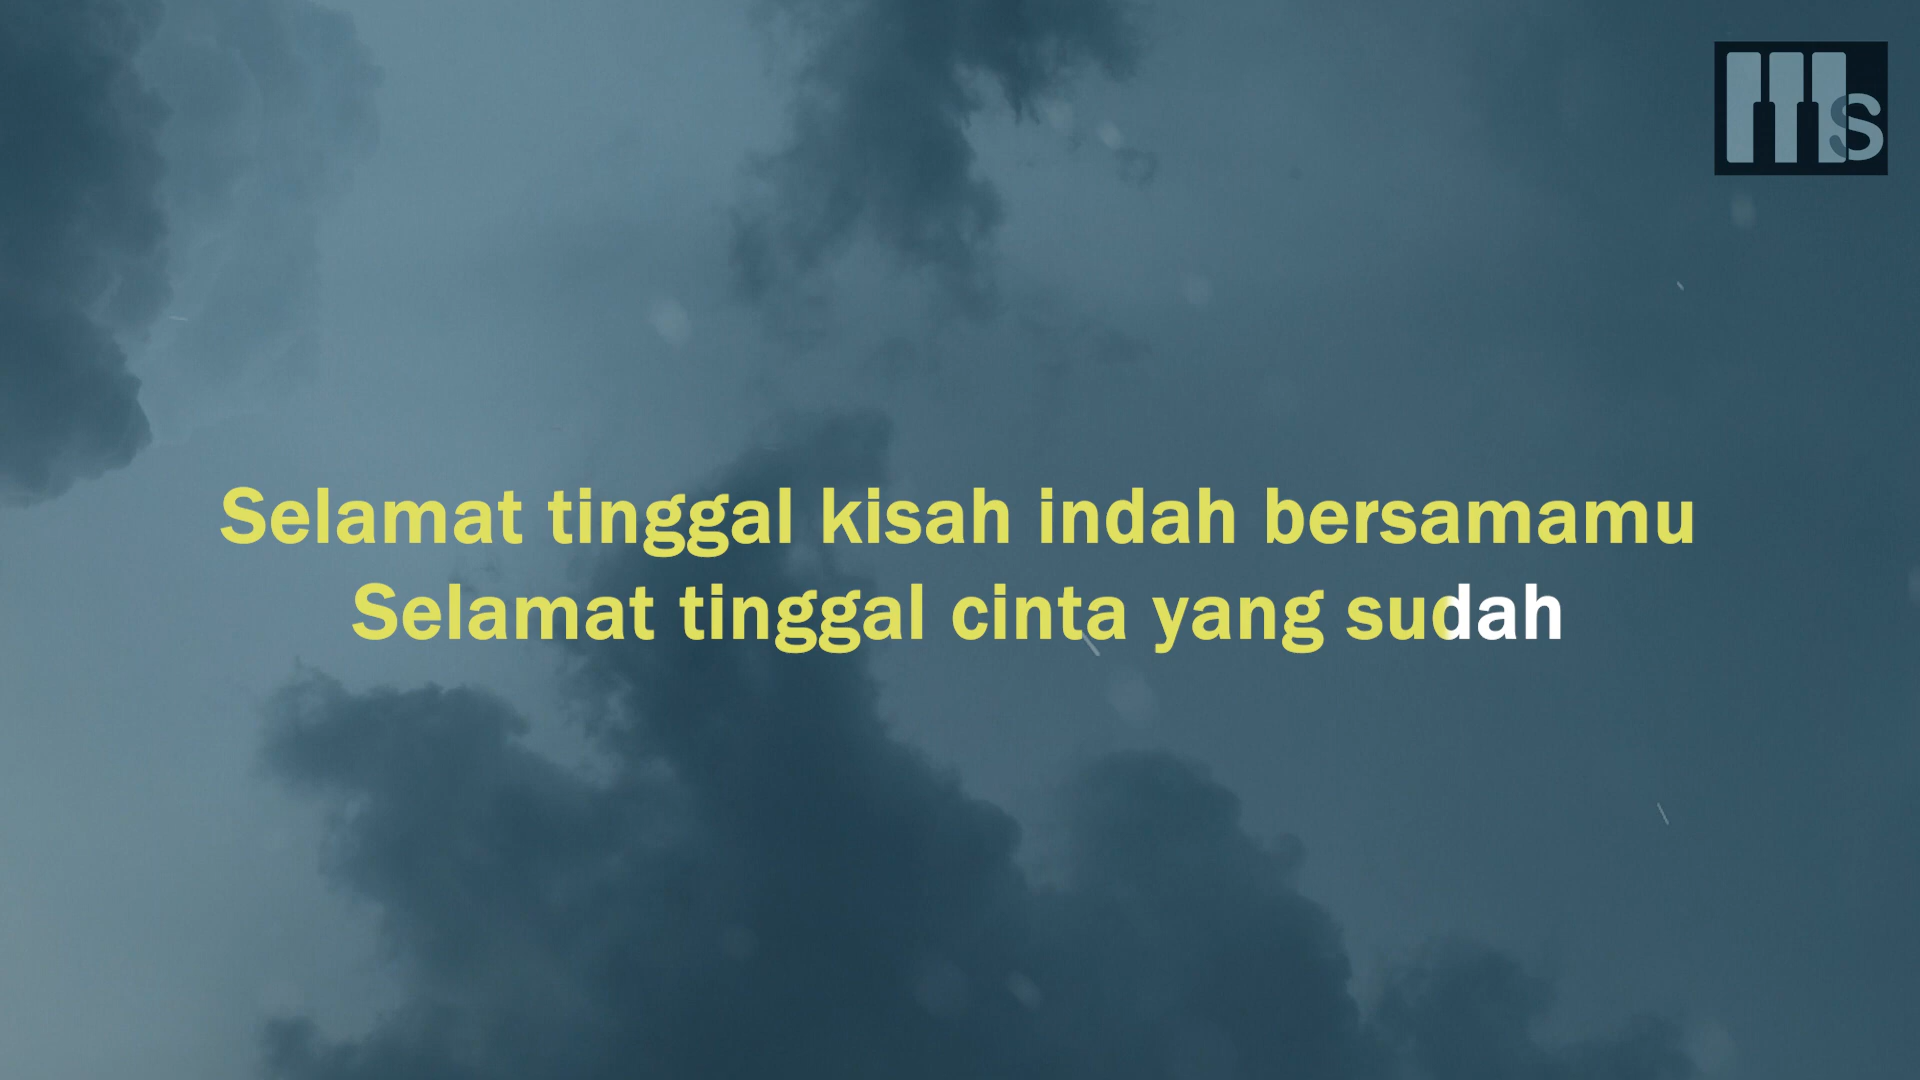 S
Selamat tinggal kisah indah bersamamu
Selamat tinggal cinta yang sudah